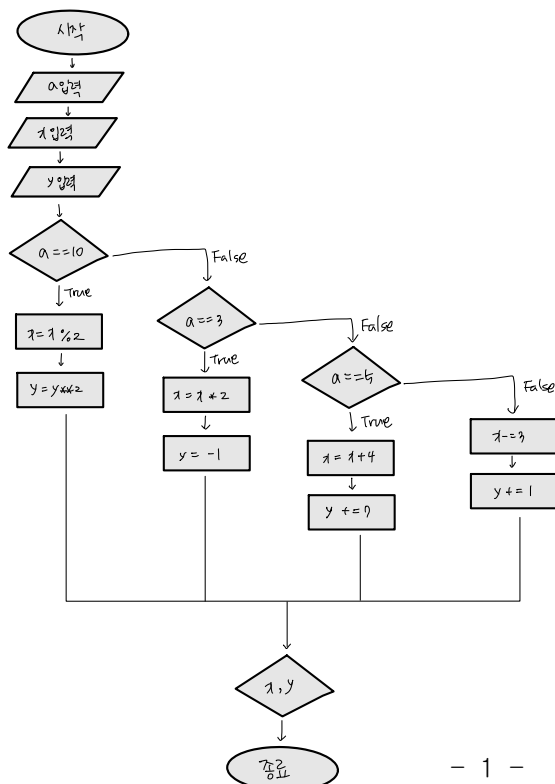 시작
a입력
x입력
y입력
a==10
False
True
a==3
False
x=x%2
True
a==5
False
y=y**2
x=x*2
True
x-=3
y=-1
x=x+4
y+=1
y+=7
x,y
종료
- 1 -